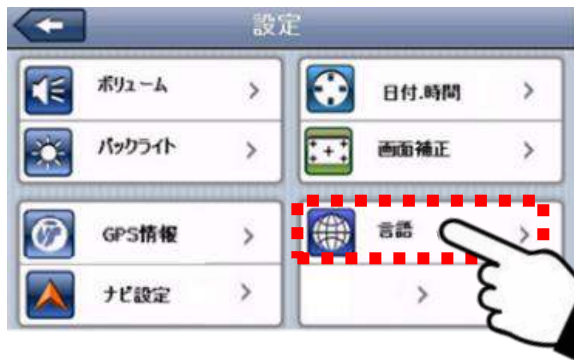 設定
ボリューム
日付.時間
バックライト
画面補正
GPS情報
言語
ナビ設定